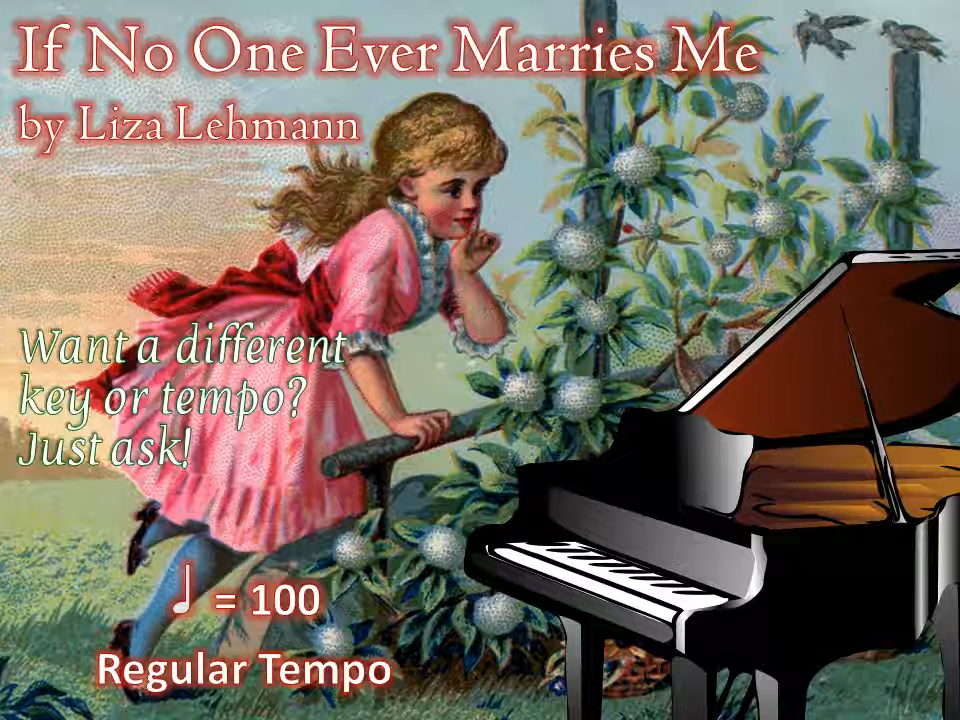 If No One Ever Marries Me
by Liza Lehmann
Want a different
key or tempo?
Just ask!
♩ = 100
Regular Tempo